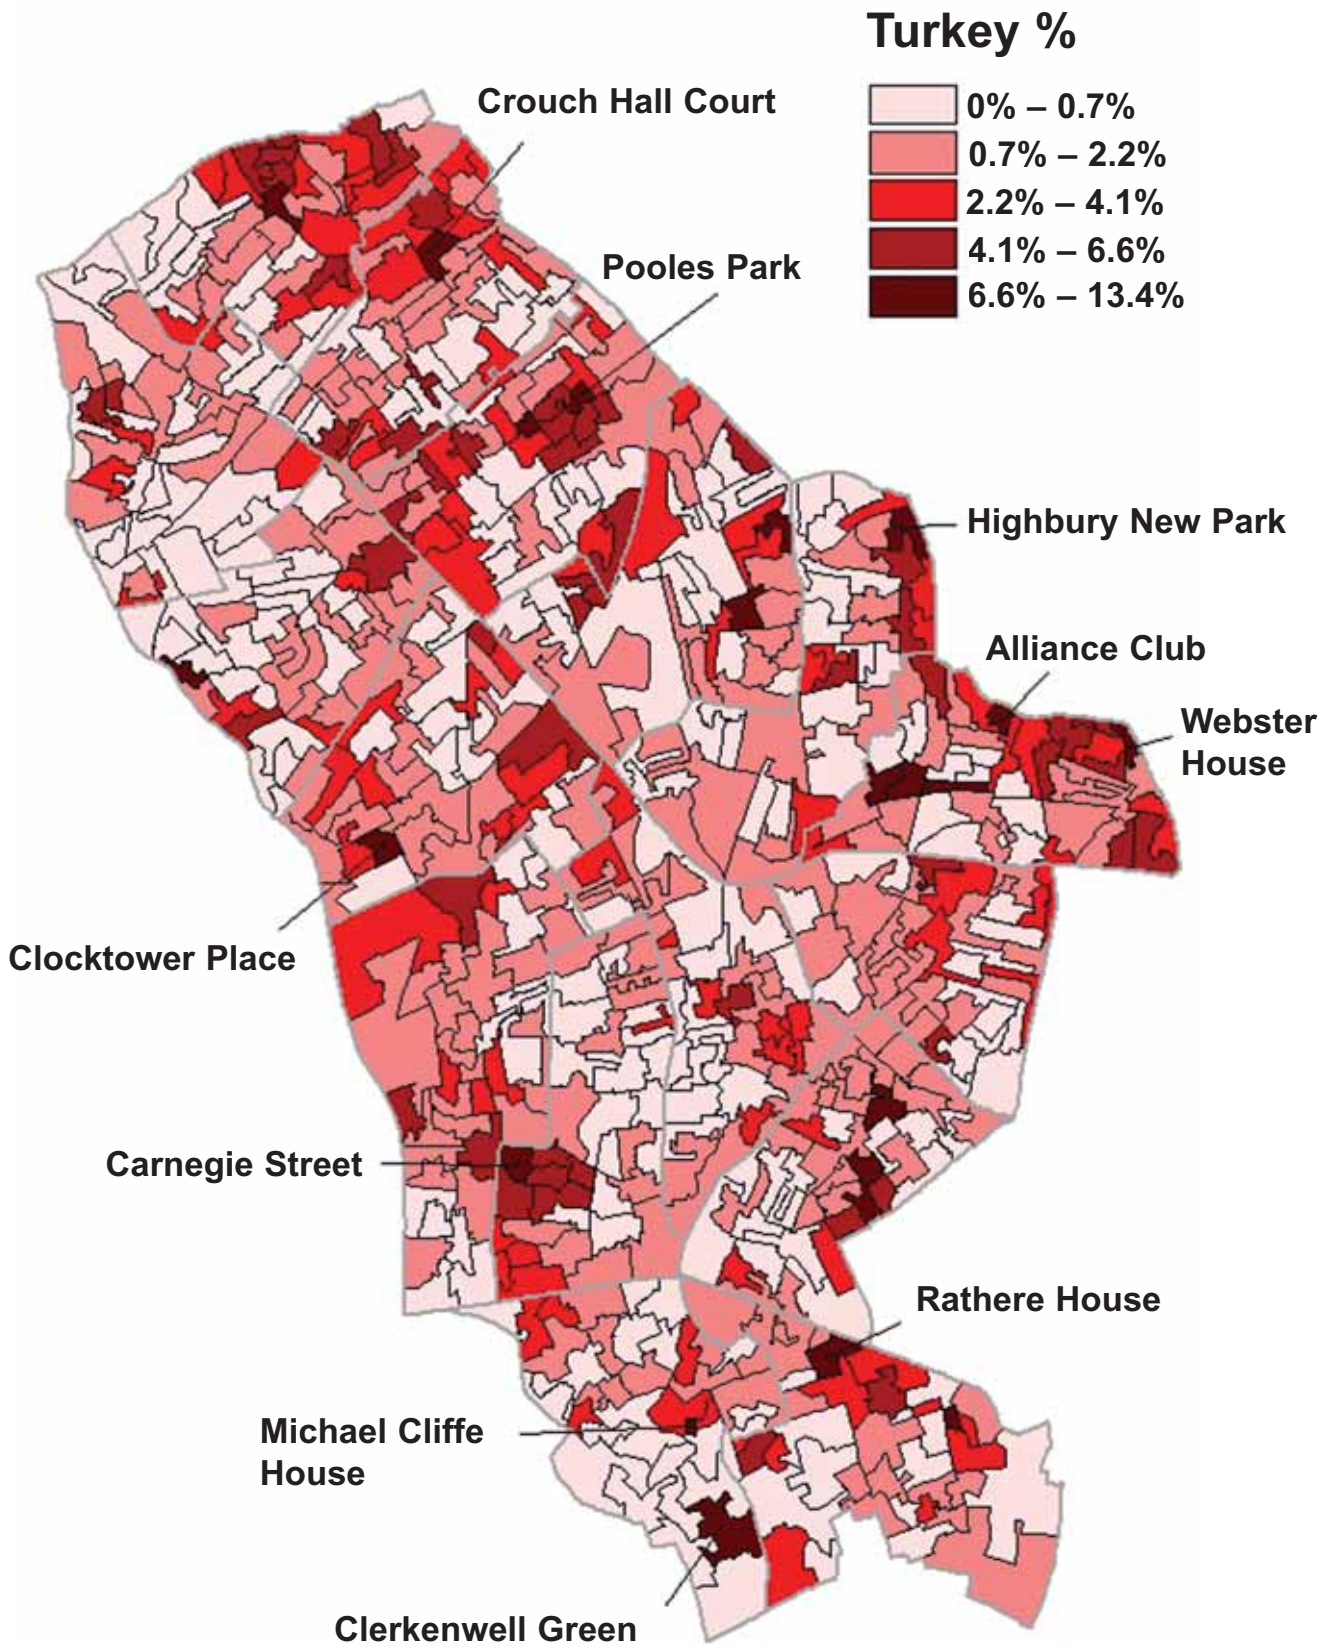 Turkey %
0% – 0.7%
0.7% – 2.2%
2.2% – 4.1%
4.1% – 6.6%
6.6% – 13.4%
Crouch Hall Court
Pooles Park
Highbury New Park
Alliance Club
Webster
House
Clocktower Place
Carnegie Street
Rathere House
Michael Cliffe
House
Clerkenwell Green